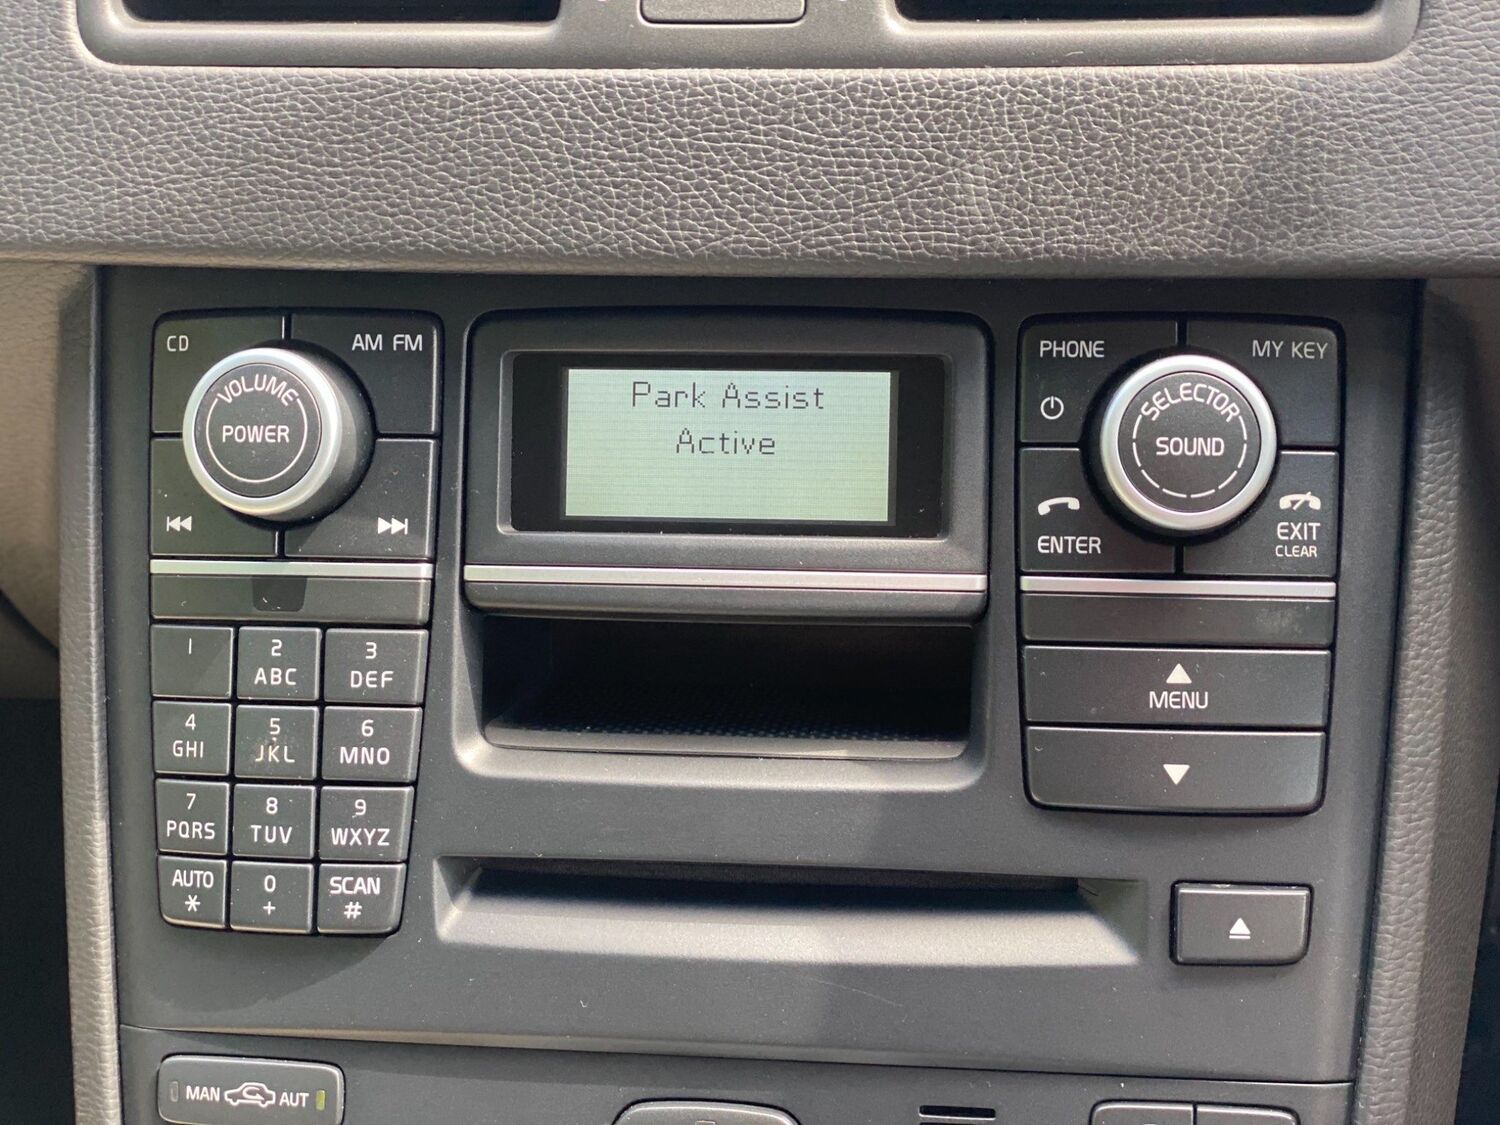 CD
AM FM
VOLUME
POWER
Park Assist
Active
PHONE
MY KEY
SELECTOR
SOUND
ENTER
EXIT
CLEAR
MENU
1
2
ABC
3
DEF
4
GHI
5
JKL
6
MNO
7
PQRS
8
TUV
9
WXYZ
AUTO
*
0
+
SCAN
#
MAN
AUT